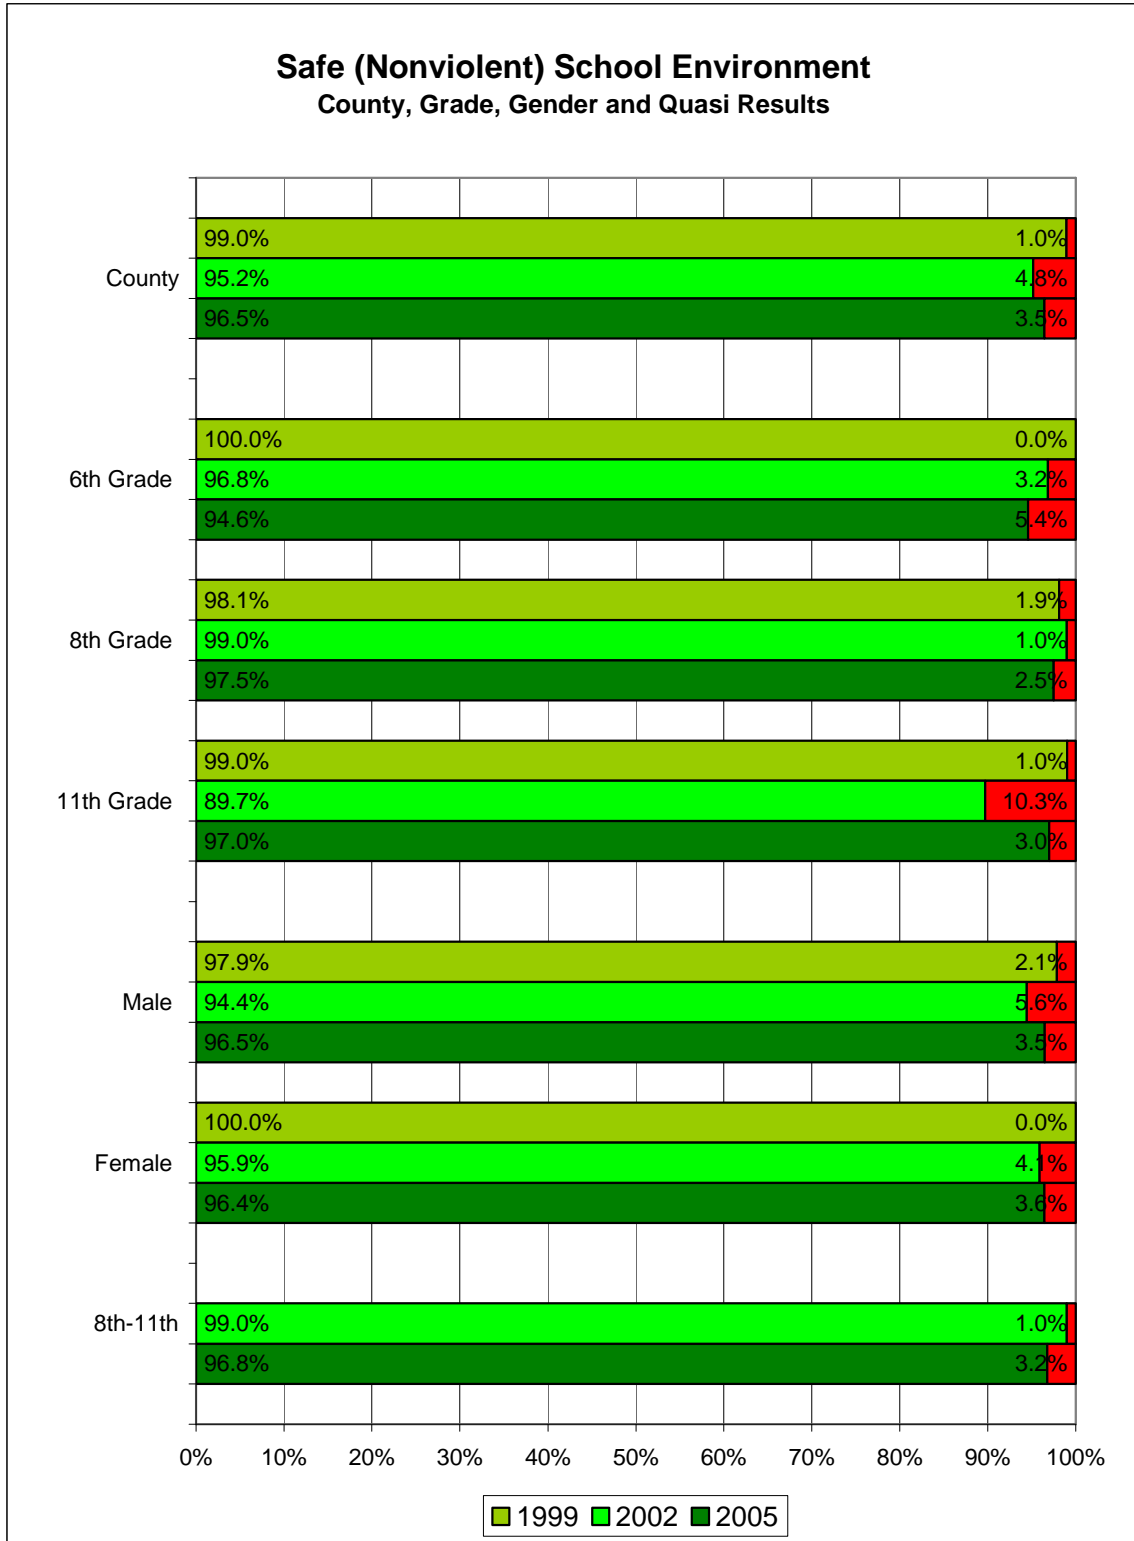 Safe (Nonviolent) School Environment
County, Grade, Gender and Quasi Results
99.0% 1.0%
County 95.2% 4.8%
96.5% 3.5%
100.0% 0.0%
6th Grade 96.8% 3.2%
94.6% 5.4%
98.1% 1.9%
8th Grade 99.0% 1.0%
97.5% 2.5%
99.0% 1.0%
11th Grade 89.7% 10.3%
97.0% 3.0%
97.9% 2.1%
Male 94.4% 5.6%
96.5% 3.5%
100.0% 0.0%
Female 95.9% 4.1%
96.4% 3.6%
8th-11th 99.0% 1.0%
96.8% 3.2%
0% 10% 20% 30% 40% 50% 60% 70% 80% 90% 100%
1999 2002 2005